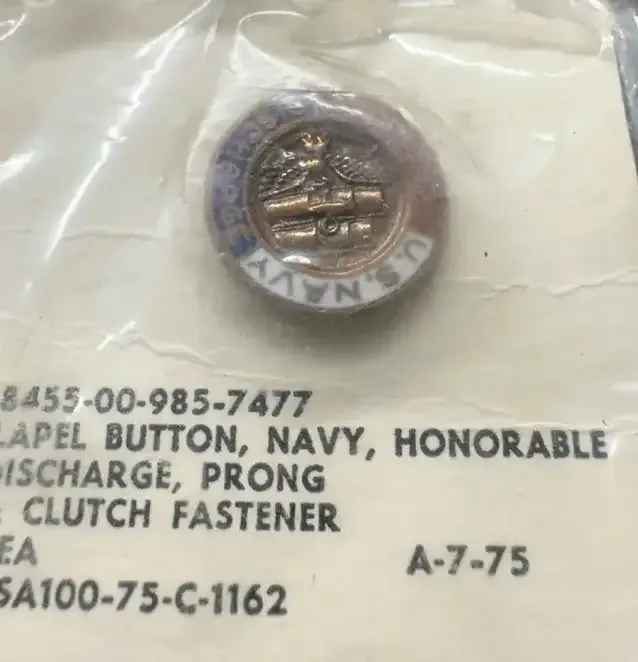 U.S. NAVY
8455-00-985-7477
LAPEL BUTTON, NAVY, HONORABLE
DISCHARGE, PRONG
& CLUTCH FASTENER
EA A-7-75
SA100-75-C-1162